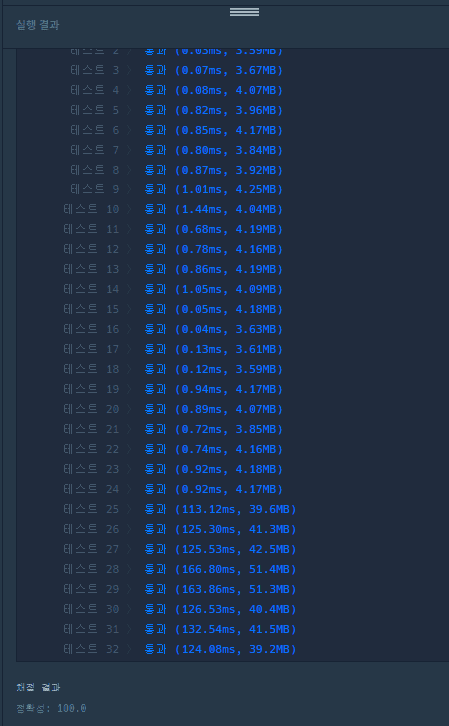 실행 결과
테스트 2 〉 통과 (0.03ms, 3.59MB)
테스트 3 〉 통과 (0.07ms, 3.67MB)
테스트 4 〉 통과 (0.08ms, 4.07MB)
테스트 5 〉 통과 (0.82ms, 3.96MB)
테스트 6 〉 통과 (0.85ms, 4.17MB)
테스트 7 〉 통과 (0.80ms, 3.84MB)
테스트 8 〉 통과 (0.87ms, 3.92MB)
테스트 9 〉 통과 (1.01ms, 4.25MB)
테스트 10 〉 통과 (1.44ms, 4.04MB)
테스트 11 〉 통과 (0.68ms, 4.19MB)
테스트 12 〉 통과 (0.78ms, 4.16MB)
테스트 13 〉 통과 (0.86ms, 4.19MB)
테스트 14 〉 통과 (1.05ms, 4.09MB)
테스트 15 〉 통과 (0.05ms, 4.18MB)
테스트 16 〉 통과 (0.04ms, 3.63MB)
테스트 17 〉 통과 (0.13ms, 3.61MB)
테스트 18 〉 통과 (0.12ms, 3.59MB)
테스트 19 〉 통과 (0.94ms, 4.17MB)
테스트 20 〉 통과 (0.89ms, 4.07MB)
테스트 21 〉 통과 (0.72ms, 3.85MB)
테스트 22 〉 통과 (0.74ms, 4.16MB)
테스트 23 〉 통과 (0.92ms, 4.18MB)
테스트 24 〉 통과 (0.92ms, 4.17MB)
테스트 25 〉 통과 (113.12ms, 39.6MB)
테스트 26 〉 통과 (125.30ms, 41.3MB)
테스트 27 〉 통과 (125.53ms, 42.5MB)
테스트 28 〉 통과 (166.80ms, 51.4MB)
테스트 29 〉 통과 (163.86ms, 51.3MB)
테스트 30 〉 통과 (126.53ms, 40.4MB)
테스트 31 〉 통과 (132.54ms, 41.5MB)
테스트 32 〉 통과 (124.08ms, 39.2MB)
채점 결과
정확성: 100.0